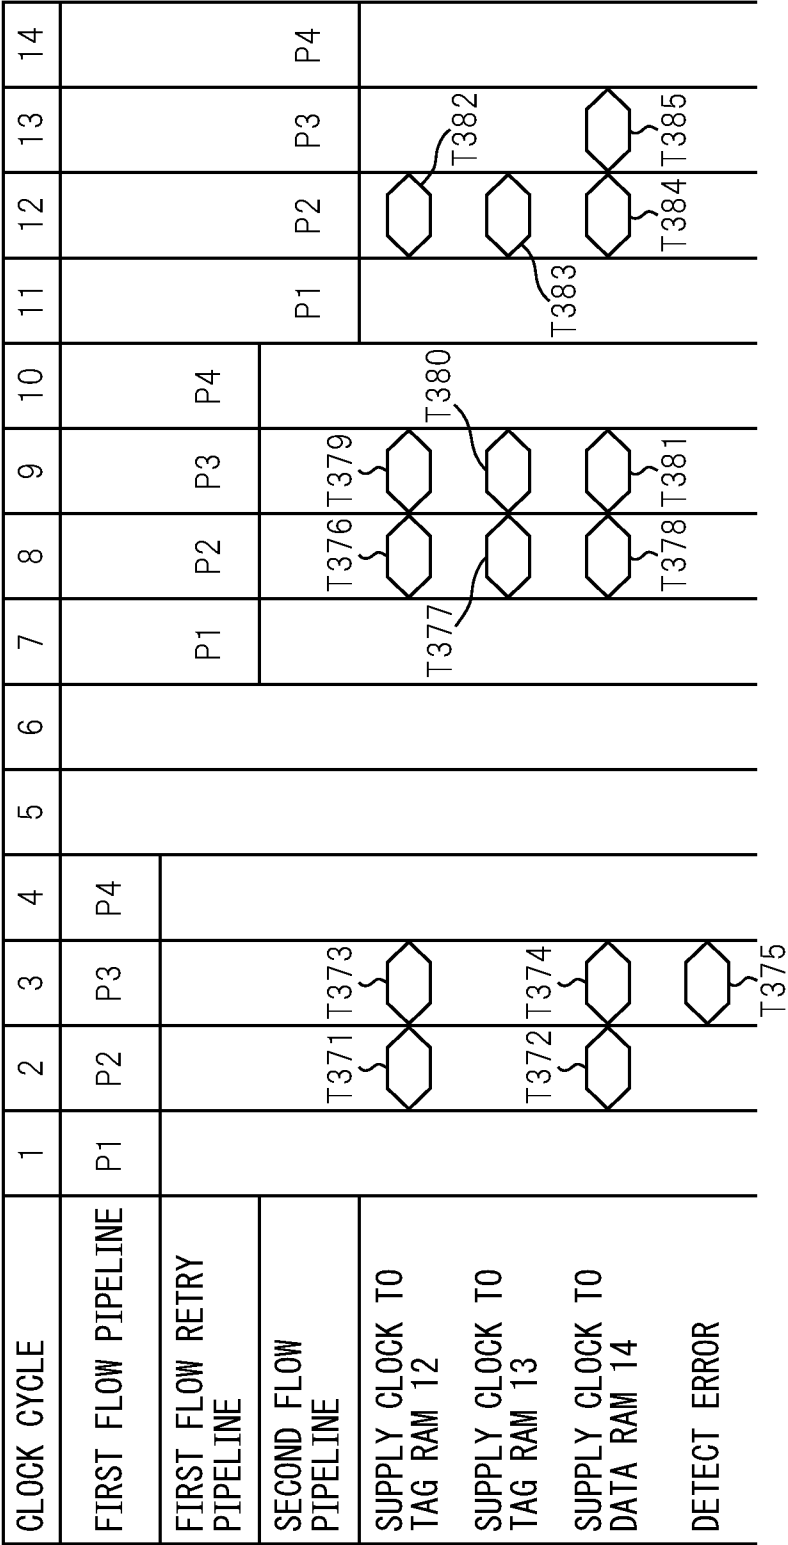 CLOCK CYCLE 1 2 3 4 5 6 7 8 9 10 11 12 13 14
FIRST FLOW PIPELINE P1 P2 P3 P4
FIRST FLOW RETRY
PIPELINE
P1 P2 P3 P4
SECOND FLOW
PIPELINE
P1 P2 P3 P4
SUPPLY CLOCK TO
TAG RAM 12
T371 T373 T376 T379 T382
SUPPLY CLOCK TO
TAG RAM 13
T377 T380 T383
SUPPLY CLOCK TO
DATA RAM 14
T372 T374 T378 T381 T384 T385
DETECT ERROR
T375